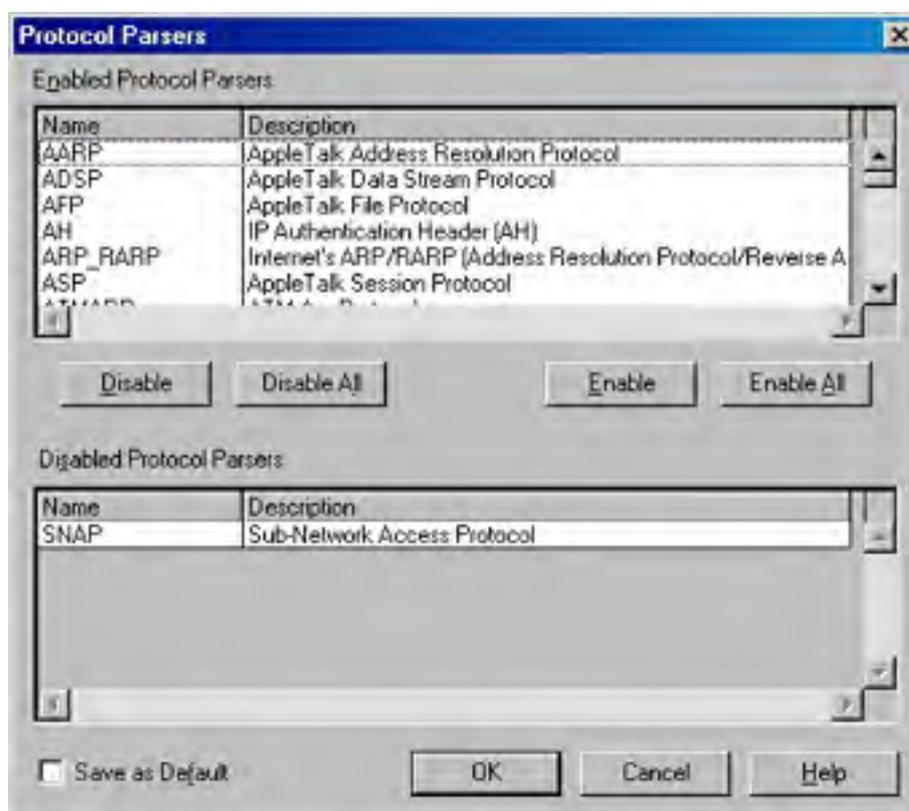 Protocol Parsers
Enabled Protocol Parsers
Name Description
AARP AppleTalk Address Resolution Protocol
ADSP AppleTalk Data Stream Protocol
AFP AppleTalk File Protocol
AH IP Authentication Header (AH)
ARP_RARP Internet's ARP/RARP (Address Resolution Protocol/Reverse A
ASP AppleTalk Session Protocol
Disable Disable All Enable Enable All
Disabled Protocol Parsers
Name Description
SNAP Sub-Network Access Protocol
Save as Default OK Cancel Help